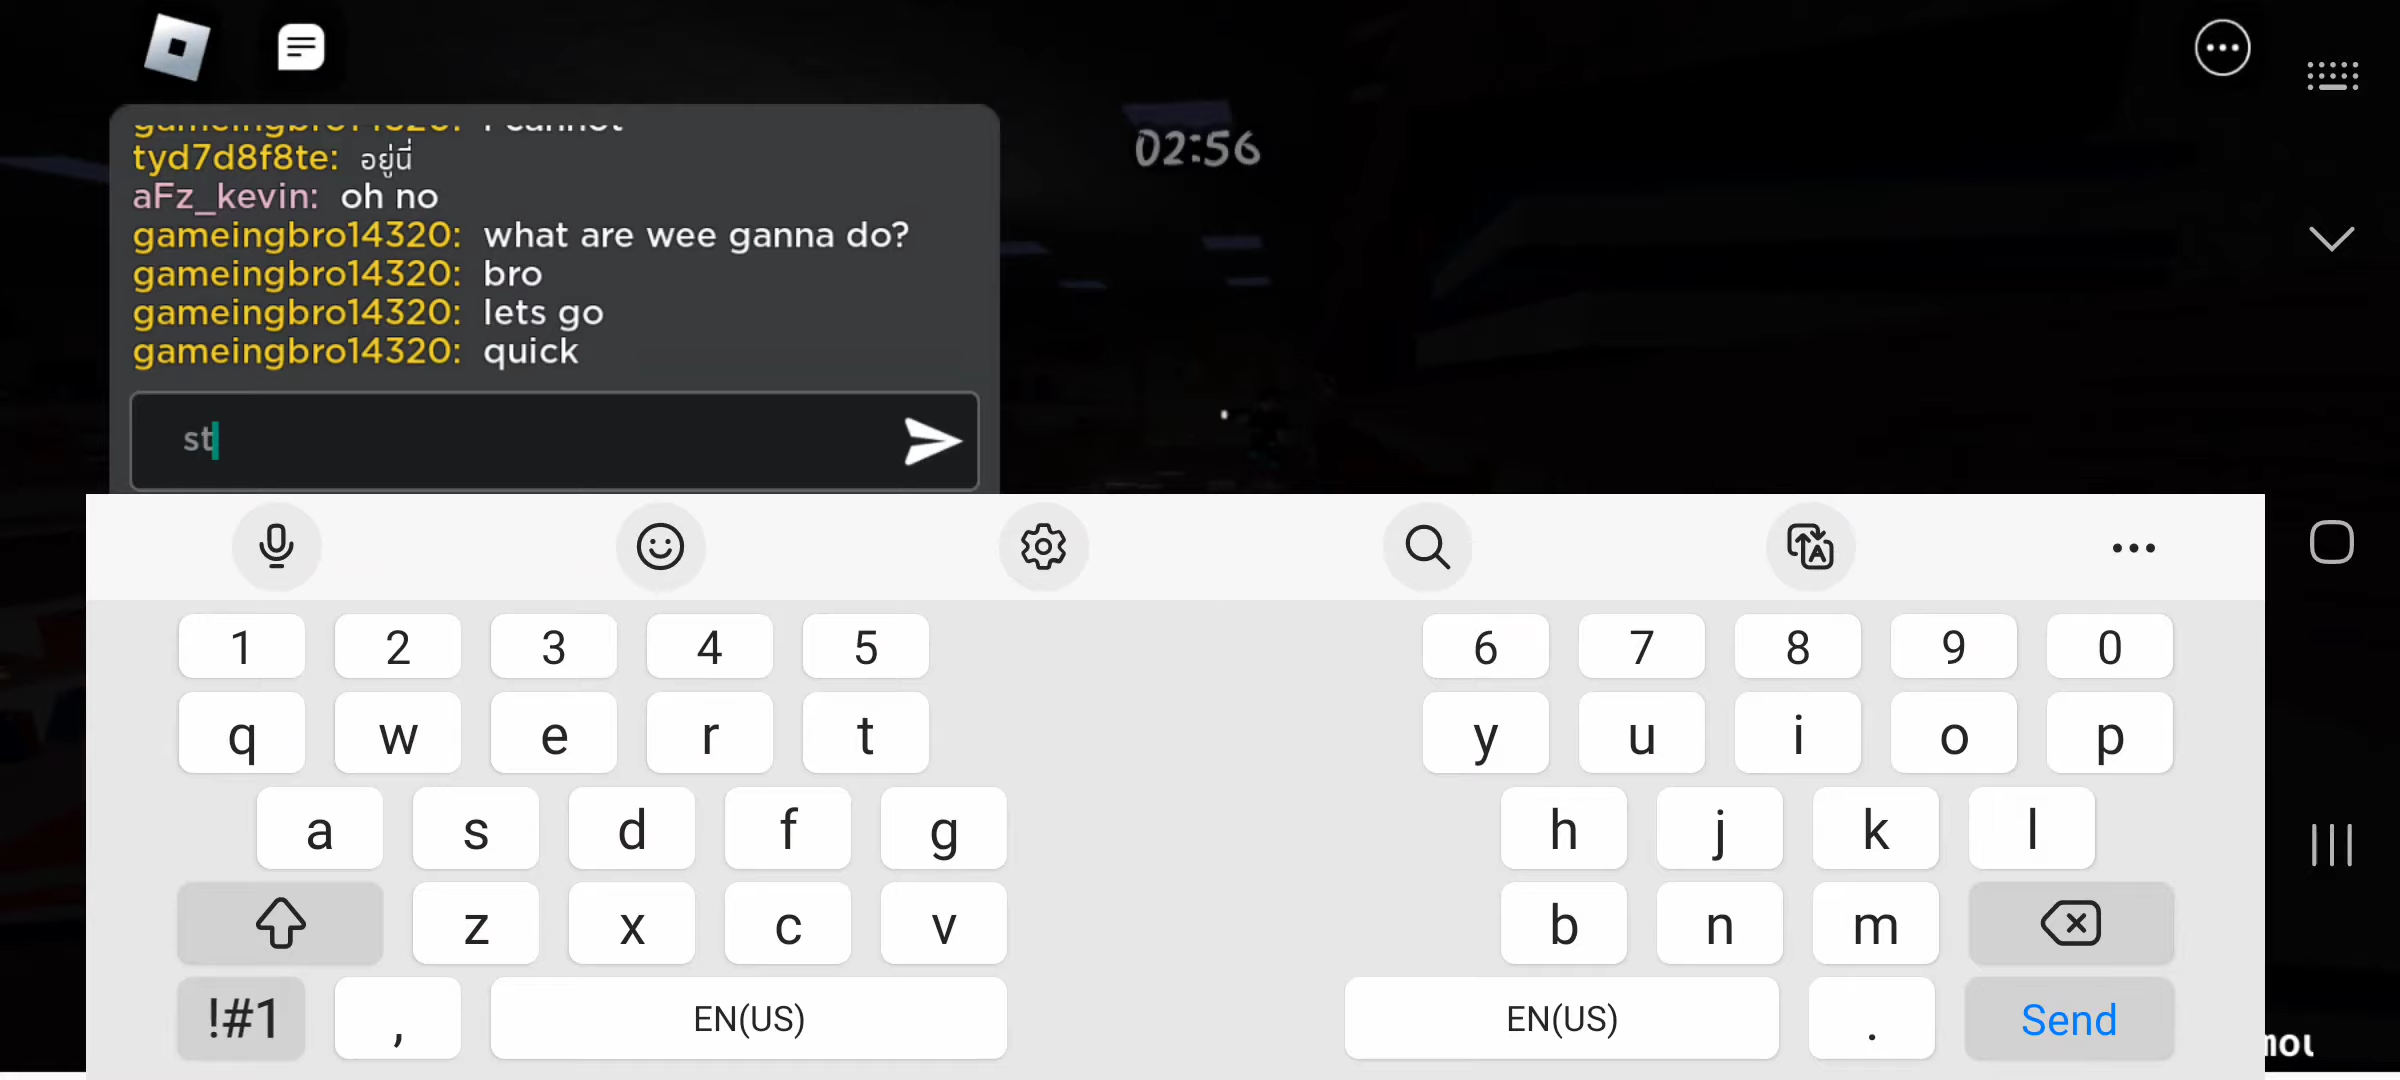 02:56
gameingbro14320: i cannot
tyd7d8f8te: อยู่นี่
aFz_kevin: oh no
gameingbro14320: what are wee ganna do?
gameingbro14320: bro
gameingbro14320: lets go
gameingbro14320: quick
st
1 2 3 4 5 6 7 8 9 0
q w e r t y u i o p
a s d f g h j k l
z x c v b n m
!#1 , EN(US) EN(US) . Send